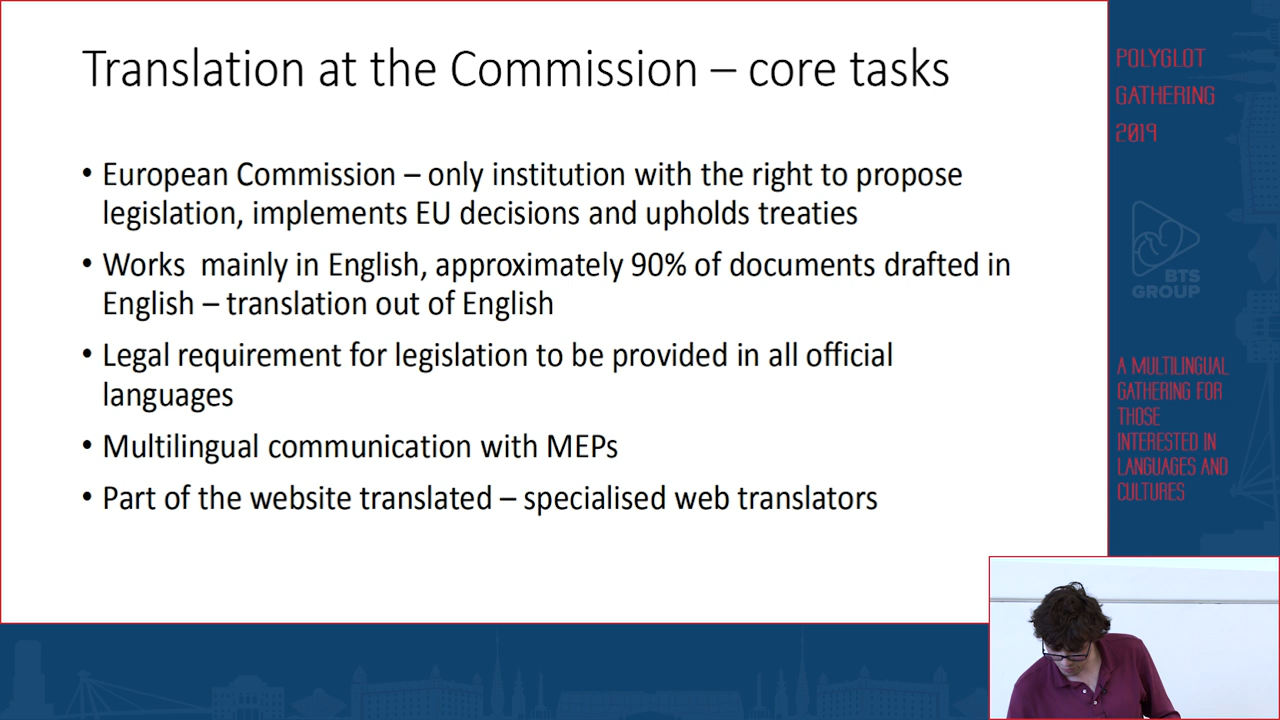 Translation at the Commission – core tasks
• European Commission – only institution with the right to propose
legislation, implements EU decisions and upholds treaties
• Works  mainly in English, approximately 90% of documents drafted in
English – translation out of English
• Legal requirement for legislation to be provided in all official
languages
• Multilingual communication with MEPs
• Part of the website translated – specialised web translators
POLYGLOT
GATHERING
2019
BTS
GROUP
A MULTILINGUAL
GATHERING FOR
THOSE
INTERESTED IN
LANGUAGES AND
CULTURES